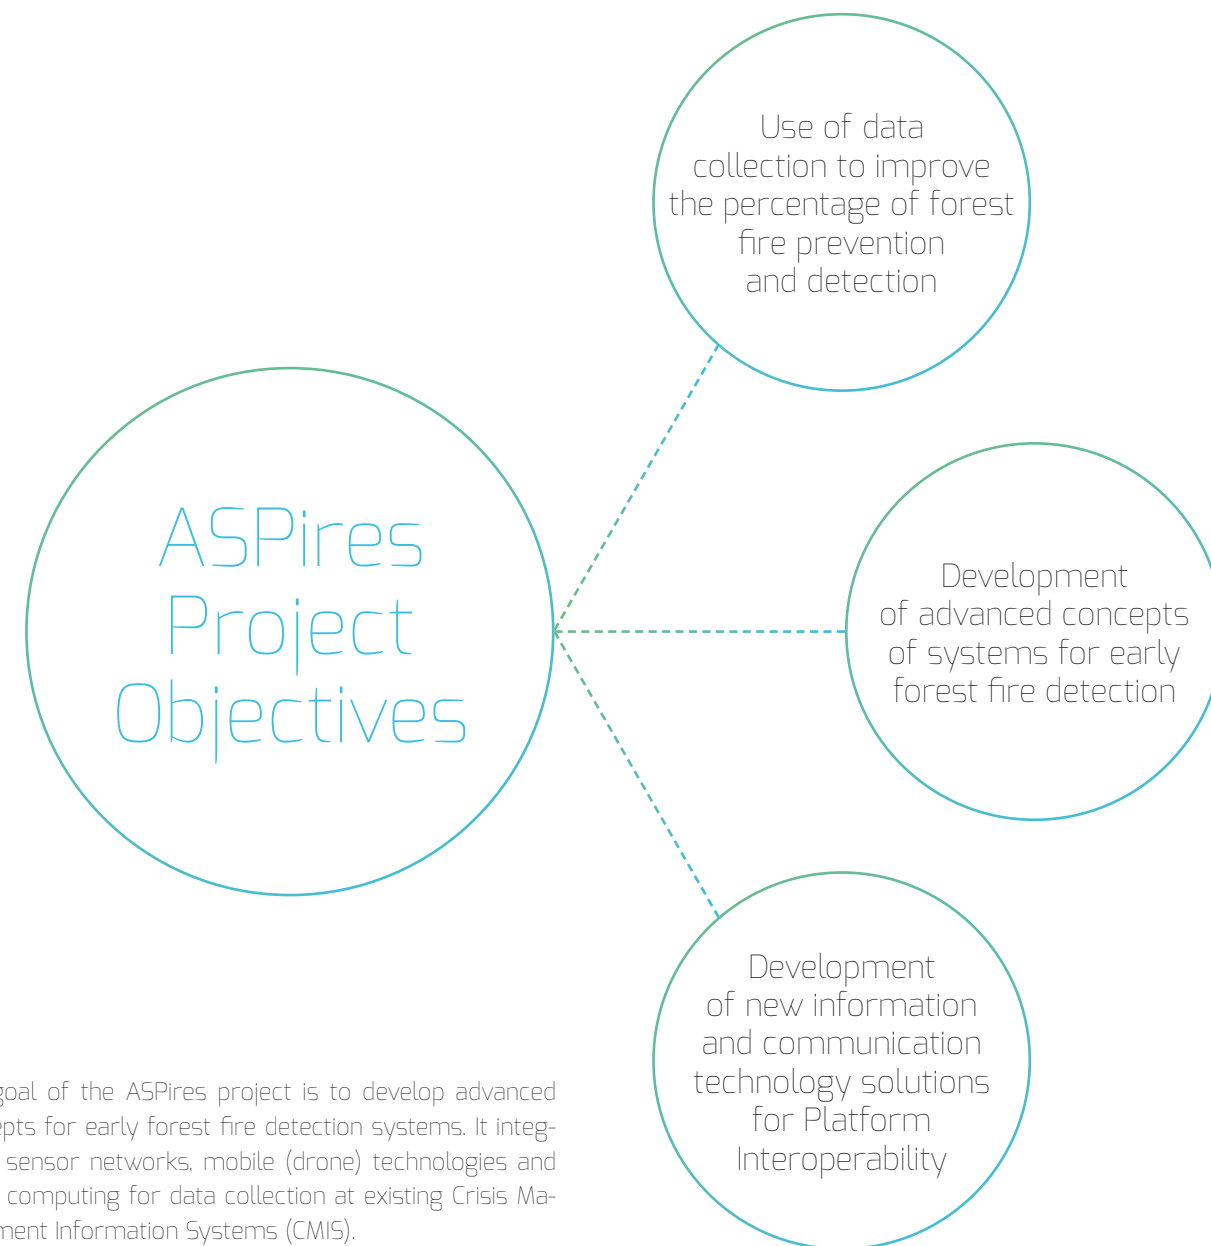 Use of data
collection to improve
the percentage of forest
fire prevention
and detection
ASPires
Project
Objectives
Development
of advanced concepts
of systems for early
forest fire detection
Development
of new information
and communication
technology solutions
for Platform
Interoperability
goal of the ASPires project is to develop advanced
epts for early forest fire detection systems. It integ-
sensor networks, mobile (drone) technologies and
computing for data collection at existing Crisis Ma-
ment Information Systems (CMIS).